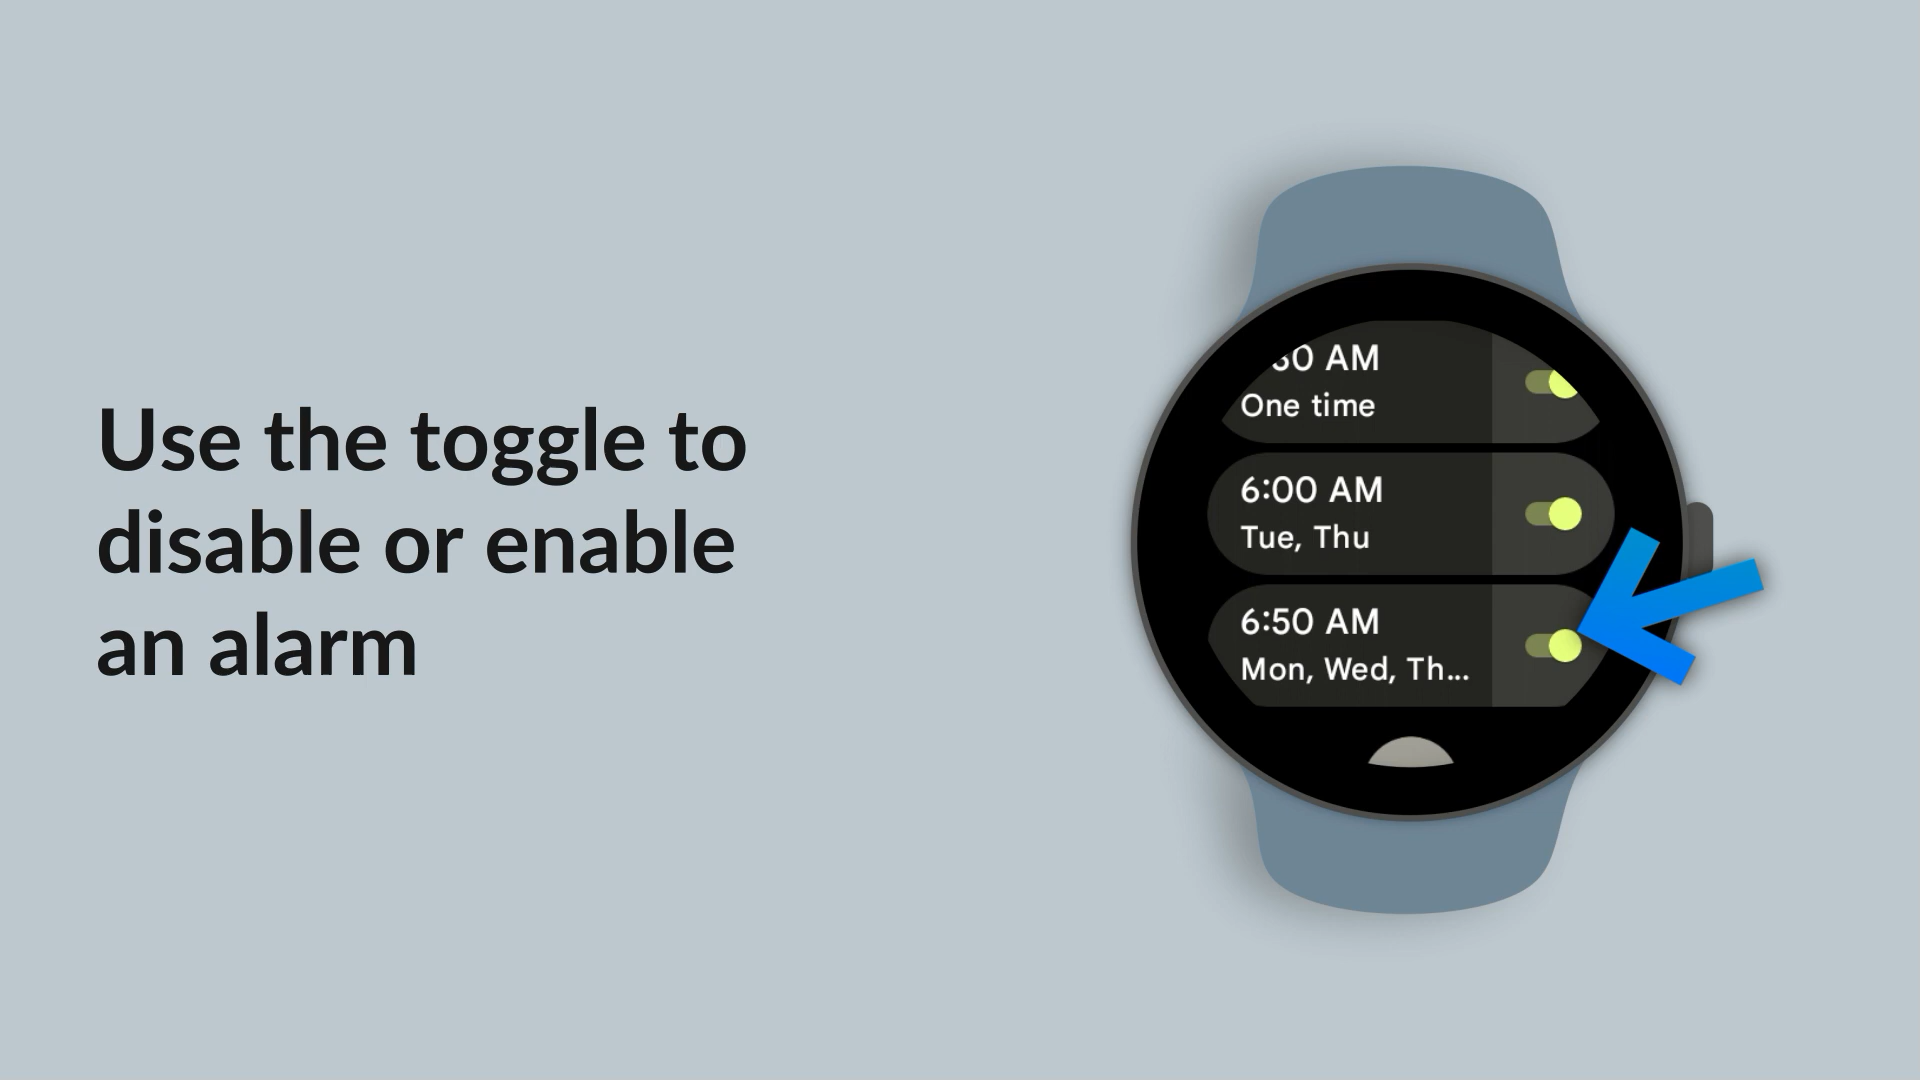 Use the toggle to
disable or enable
an alarm
AM
One time
6:00 AM
Tue, Thu
6:50 AM
Mon, Wed, Th...